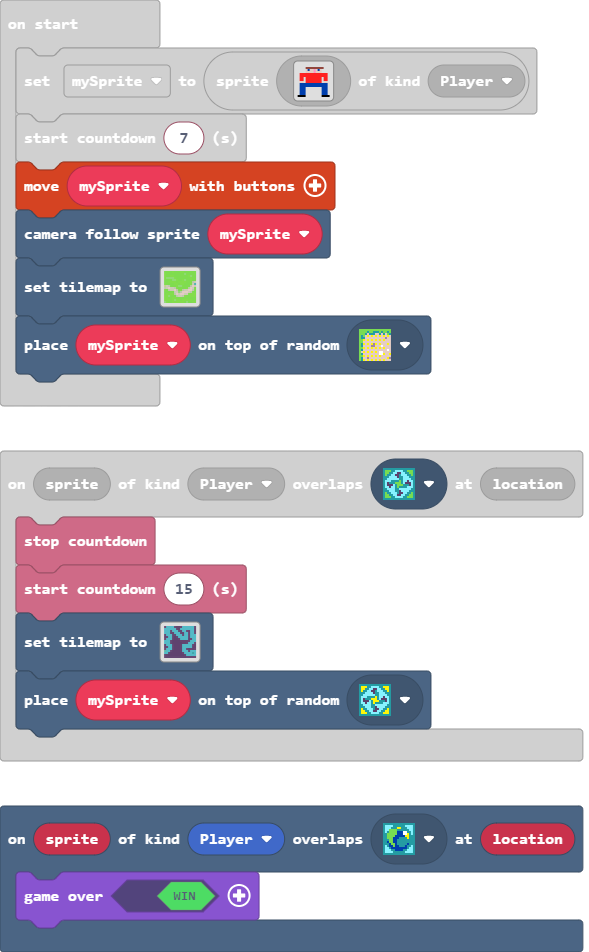 on start
set mySprite to sprite of kind Player
start countdown 7 (s)
move mySprite with buttons
camera follow sprite mySprite
set tilemap to
place mySprite on top of random
on sprite of kind Player overlaps at location
stop countdown
start countdown 15 (s)
set tilemap to
place mySprite on top of random
on sprite of kind Player overlaps at location
game over WIN